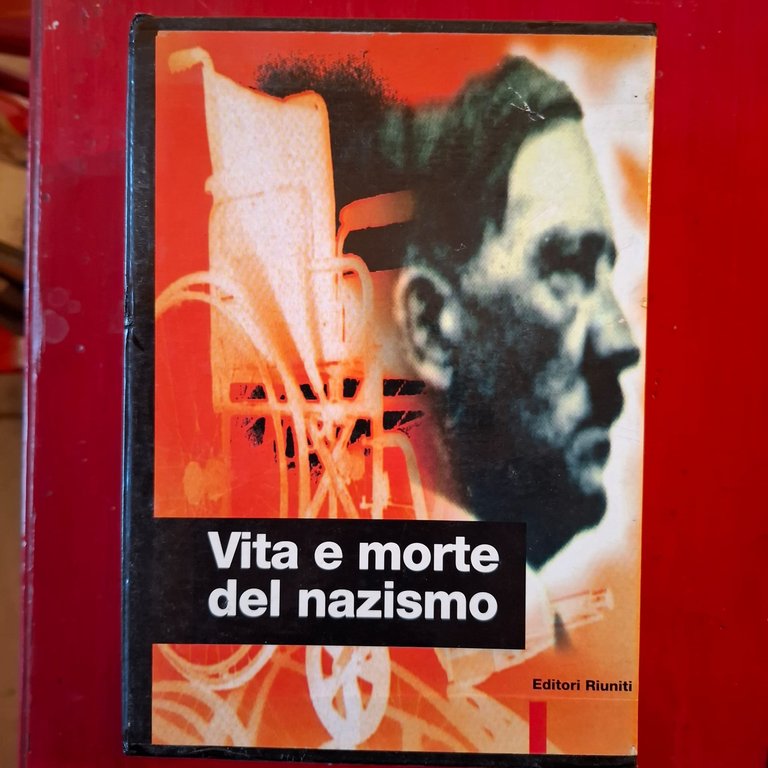 Vita e morte
del nazismo
Editori Riuniti